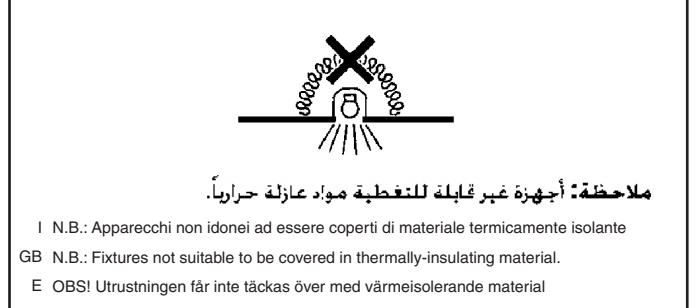 ملاحظة: أجهزة غير قابلة للتغطية مواد عازلة حرارياً.
I N.B.: Apparecchi non idonei ad essere coperti di materiale termicamente isolante
GB N.B.: Fixtures not suitable to be covered in thermally-insulating material.
E OBS! Utrustningen får inte täckas över med värmeisolerande material